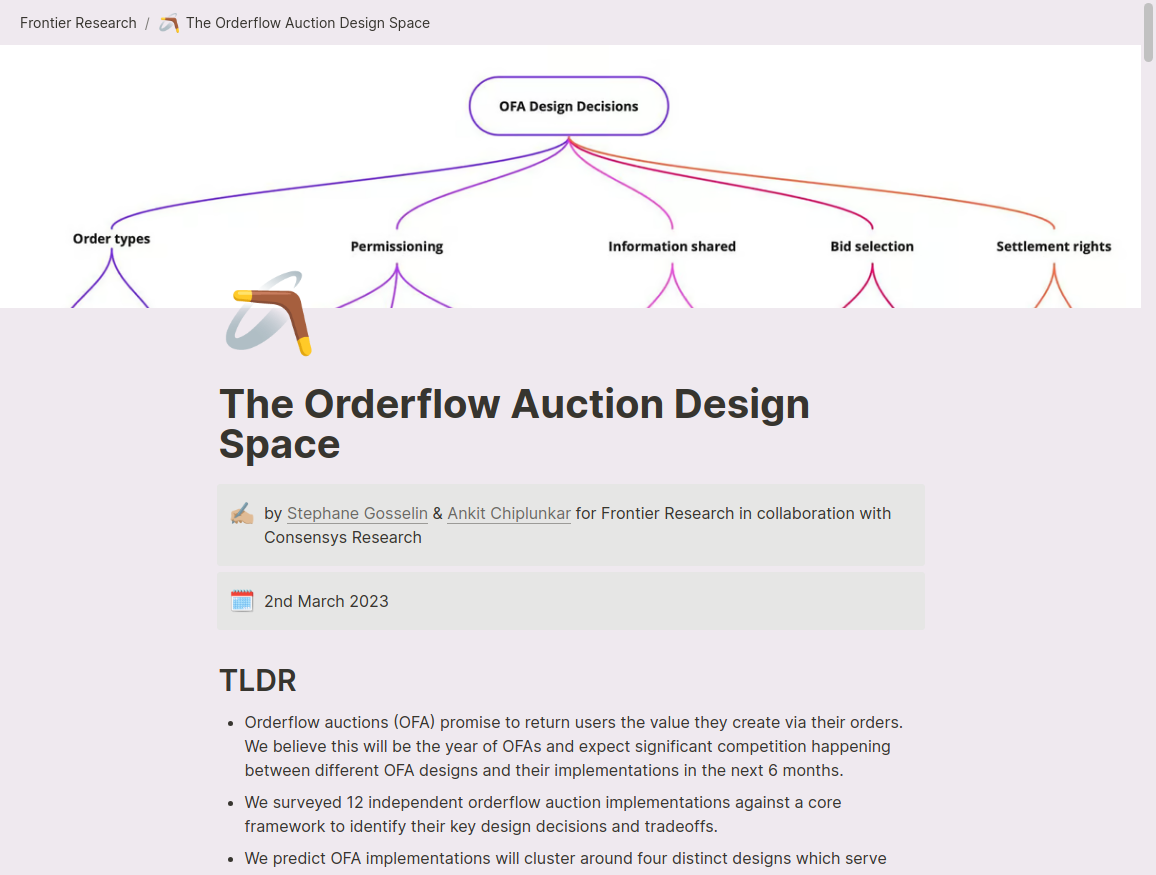 Frontier Research / The Orderflow Auction Design Space
OFA Design Decisions
Order types
Permissioning
Information shared
Bid selection
Settlement rights
The Orderflow Auction Design
Space
by Stephane Gosselin & Ankit Chiplunkar for Frontier Research in collaboration with
Consensys Research
2nd March 2023
TLDR
• Orderflow auctions (OFA) promise to return users the value they create via their orders.
We believe this will be the year of OFAs and expect significant competition happening
between different OFA designs and their implementations in the next 6 months.
• We surveyed 12 independent orderflow auction implementations against a core
framework to identify their key design decisions and tradeoffs.
• We predict OFA implementations will cluster around four distinct designs which serve